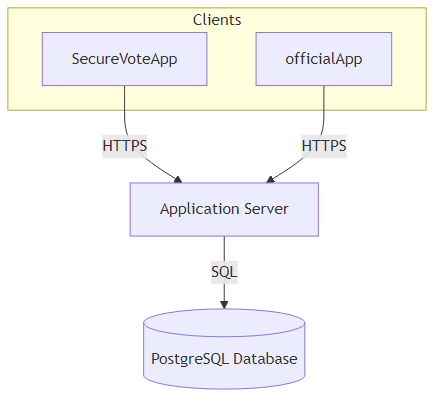 Clients
SecureVoteApp
officialApp
HTTPS
HTTPS
Application Server
SQL
PostgreSQL Database